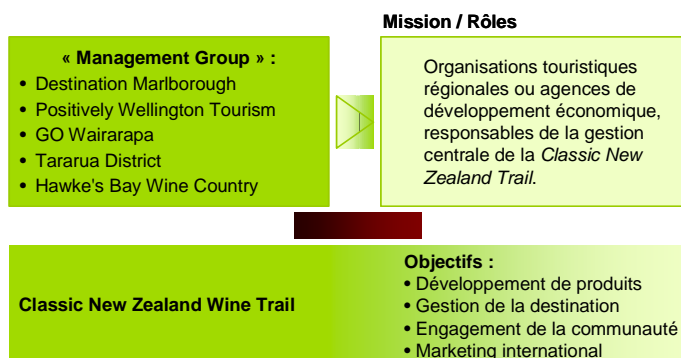 Mission / Rôles
« Management Group » :
• Destination Marlborough
• Positively Wellington Tourism
• GO Wairarapa
• Tararua District
• Hawke's Bay Wine Country
Organisations touristiques
régionales ou agences de
développement économique,
responsables de la gestion
centrale de la Classic New
Zealand Trail.
Classic New Zealand Wine Trail
Objectifs :
• Développement de produits
• Gestion de la destination
• Engagement de la communauté
• Marketing international